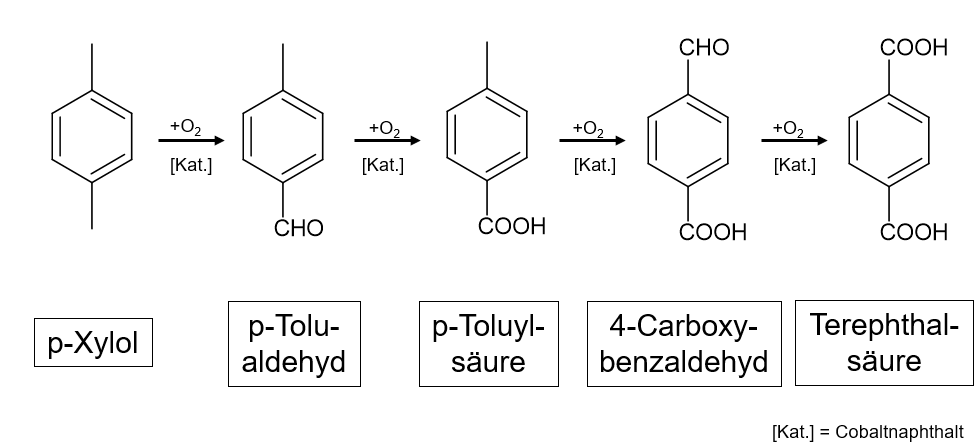 CHO
COOH
+O2
+O2
+O2
+O2
[Kat.]
[Kat.]
[Kat.]
[Kat.]
CHO
COOH
COOH
COOH
p-Xylol
p-Tolu-
aldehyd
p-Toluyl-
säure
4-Carboxy-
benzaldehyd
Terephthal-
säure
[Kat.] = Cobaltnaphthalt